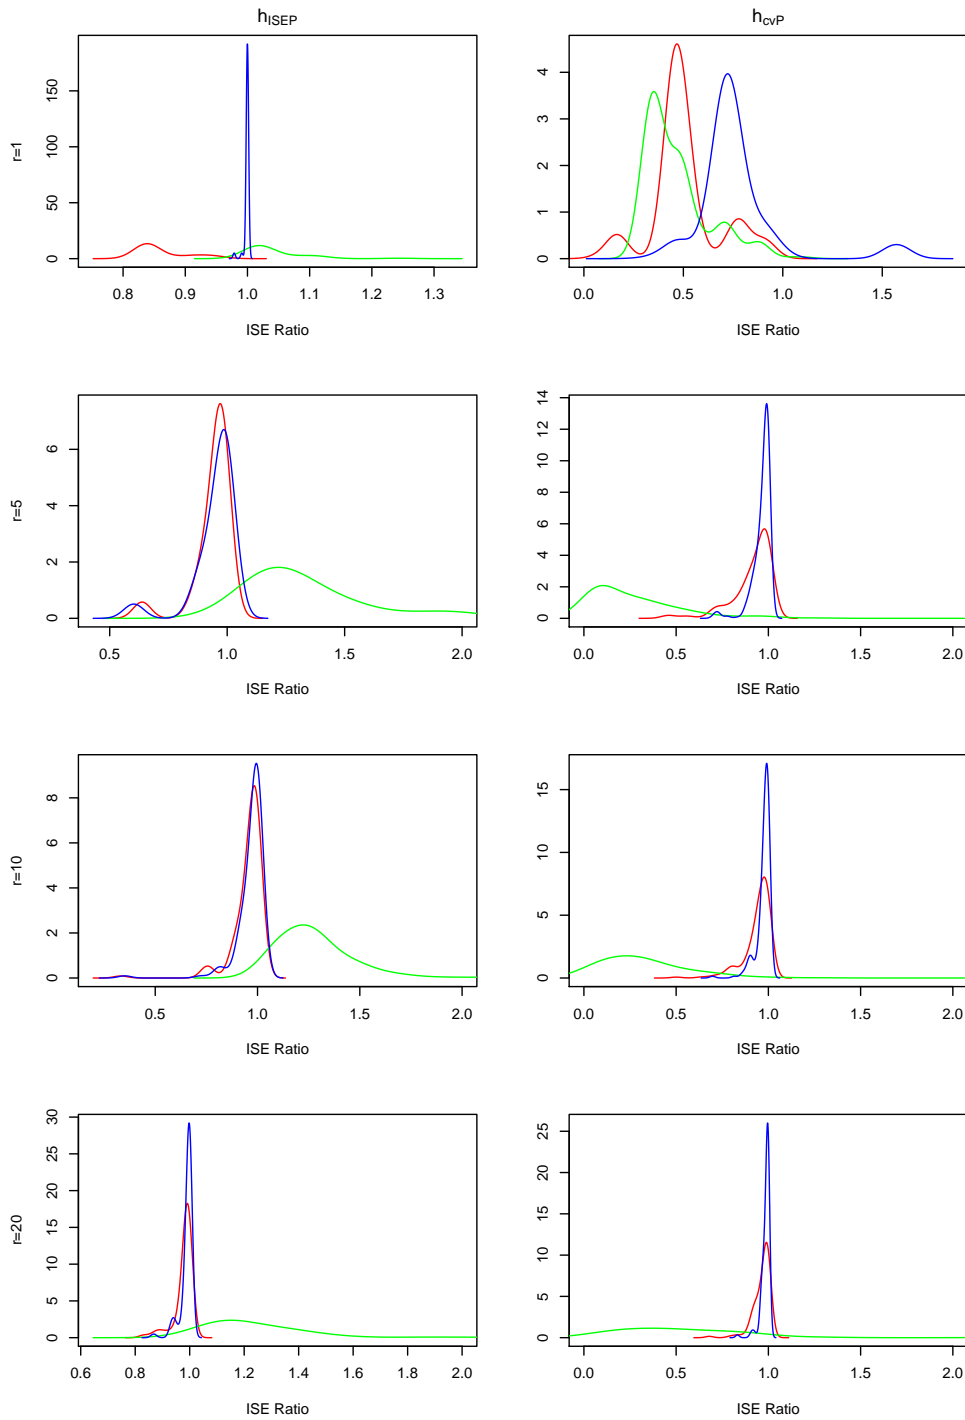 h_ISEP
h_cvP
r=1
0 50 100 150
0.8 0.9 1.0 1.1 1.2 1.3
ISE Ratio
0 1 2 3 4
0.0 0.5 1.0 1.5
ISE Ratio
r=5
0 2 4 6
0.5 1.0 1.5 2.0
ISE Ratio
0 2 4 6 8 10 12 14
0.0 0.5 1.0 1.5 2.0
ISE Ratio
r=10
0 2 4 6 8
0.5 1.0 1.5 2.0
ISE Ratio
0 5 10 15
0.0 0.5 1.0 1.5 2.0
ISE Ratio
r=20
0 5 10 15 20 25 30
0.6 0.8 1.0 1.2 1.4 1.6 1.8 2.0
ISE Ratio
0 5 10 15 20 25
0.0 0.5 1.0 1.5 2.0
ISE Ratio